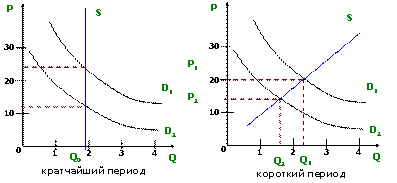 P S
30
20
10
D₁
D₂
0 1 2 3 4 Q
Q₀
кратчайший период
P S
30
P₁
20
P₂
10
D₁
D₂
0 1 2 3 4 Q
Q₂ Q₁
короткий период